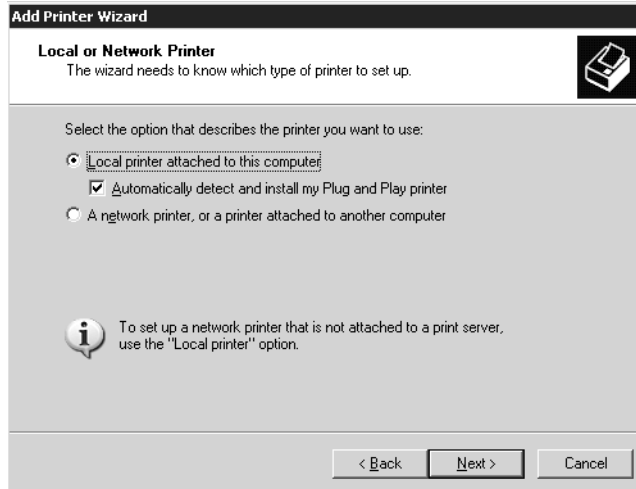 Add Printer Wizard
Local or Network Printer
The wizard needs to know which type of printer to set up.
Select the option that describes the printer you want to use:
Local printer attached to this computer
Automatically detect and install my Plug and Play printer
A network printer, or a printer attached to another computer
To set up a network printer that is not attached to a print server,
use the "Local printer" option.
< Back
Next >
Cancel